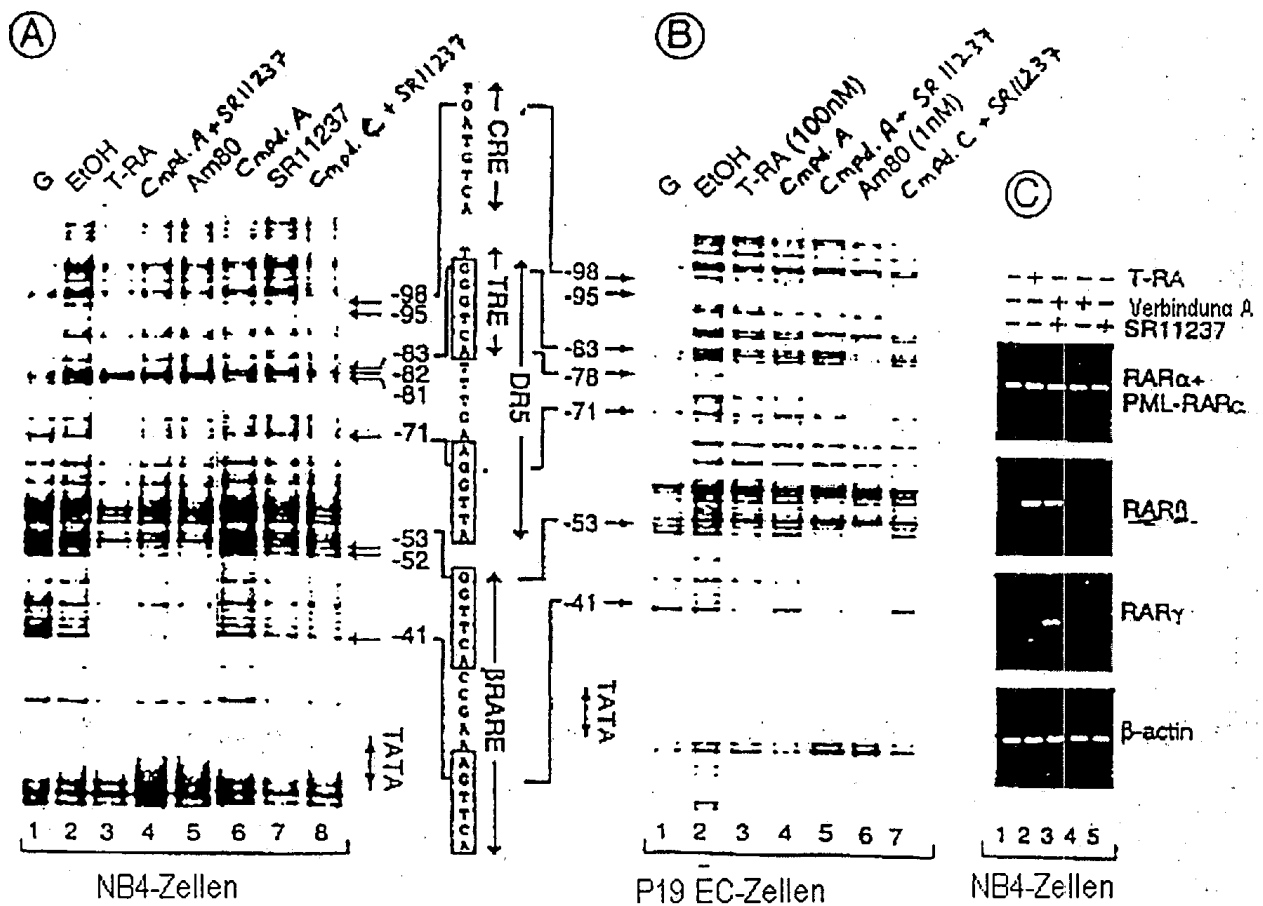 A
G
EtOH
T-RA
Cmpd. A + SR11237
Am80
Cmpd. A
SR11237
Cmpd. C + SR11237
-98
-95
-83
-82
-81
-71
-53
-52
-41
TATA
1 2 3 4 5 6 7 8
NB4-Zellen
CRE
TRE
DR5
βRARE
T
G
G
G
T
C
A
A
G
G
T
T
A
G
G
T
T
C
A
C
C
G
A
A
A
G
T
T
C
A
B
G
EtOH
T-RA (100nM)
Cmpd. A
Cmpd. A + SR 11237
Am80 (1nM)
Cmpd. C + SR11237
-98
-95
-83
-78
-71
-53
-41
TATA
1 2 3 4 5 6 7
P19 EC-Zellen
C
- + - - - T-RA
- - + + - Verbindung A
- - + - + SR11237
RARα+
PML-RARα
RARβ
RARγ
β-actin
1 2 3 4 5
NB4-Zellen